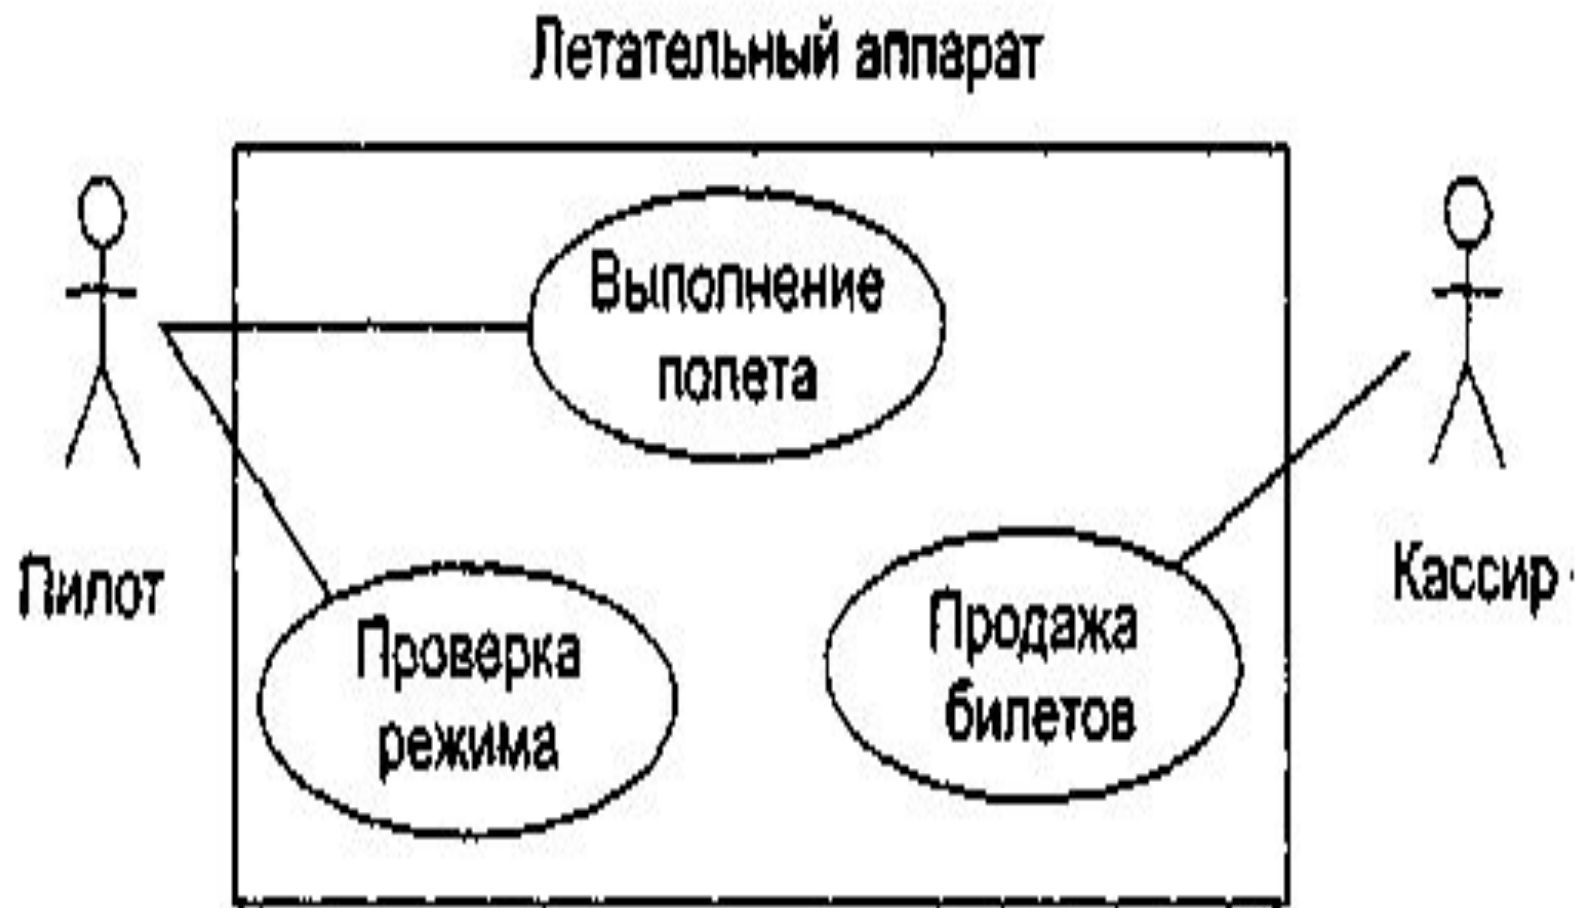 Летательный аппарат
Выполнение
полета
Пилот
Кассир
Проверка
режима
Продажа
билетов